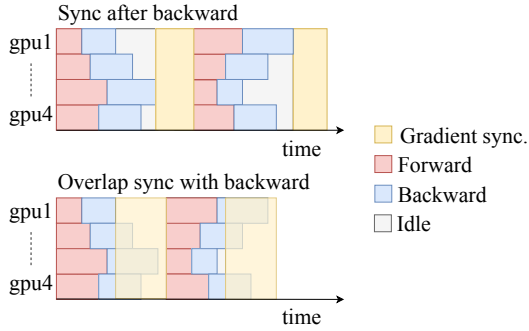 Sync after backward
gpu1
gpu4
time
Gradient sync.
Forward
Backward
Idle
Overlap sync with backward
gpu1
gpu4
time